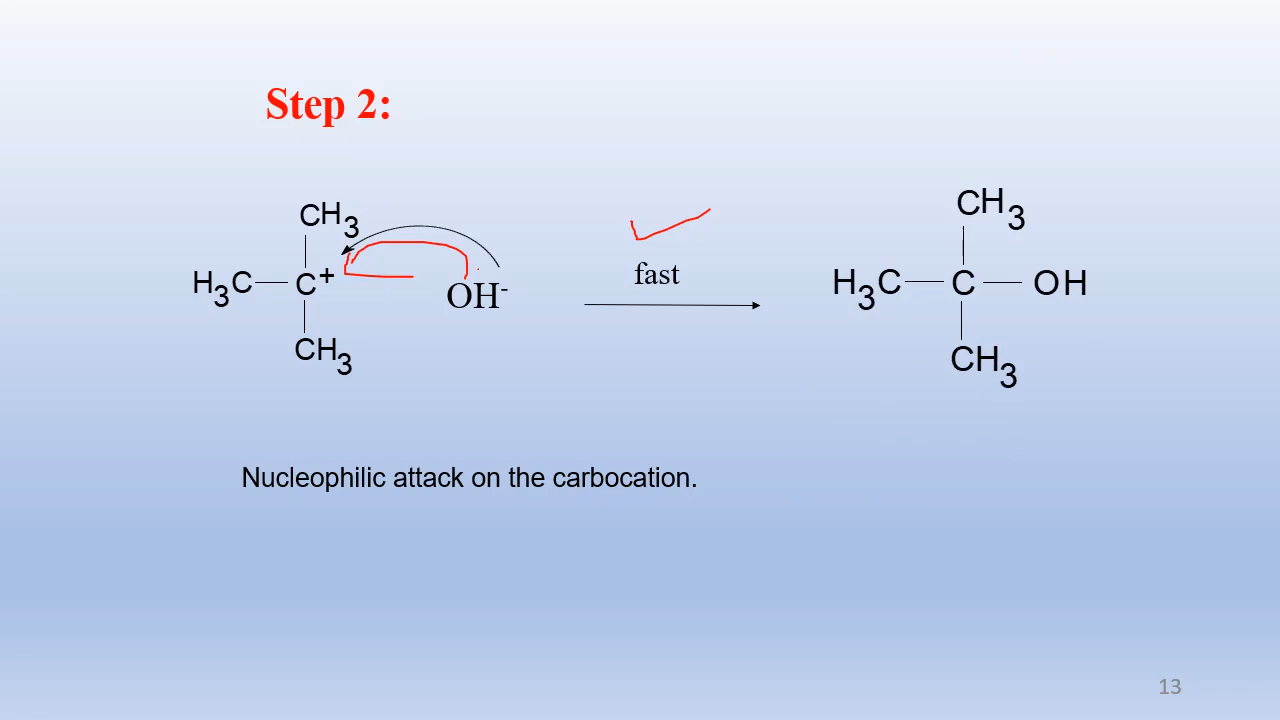 Step 2:
CH3 CH3
H3C C+ OH- fast H3C C OH
CH3 CH3
Nucleophilic attack on the carbocation.
13